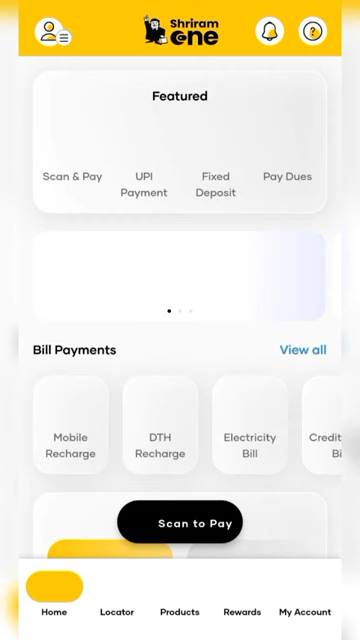 Shriram
One
?
Featured
Scan & Pay
UPI
Payment
Fixed
Deposit
Pay Dues
Bill Payments
View all
Mobile
Recharge
DTH
Recharge
Electricity
Bill
Credit
Bi
Scan to Pay
Home
Locator
Products
Rewards
My Account